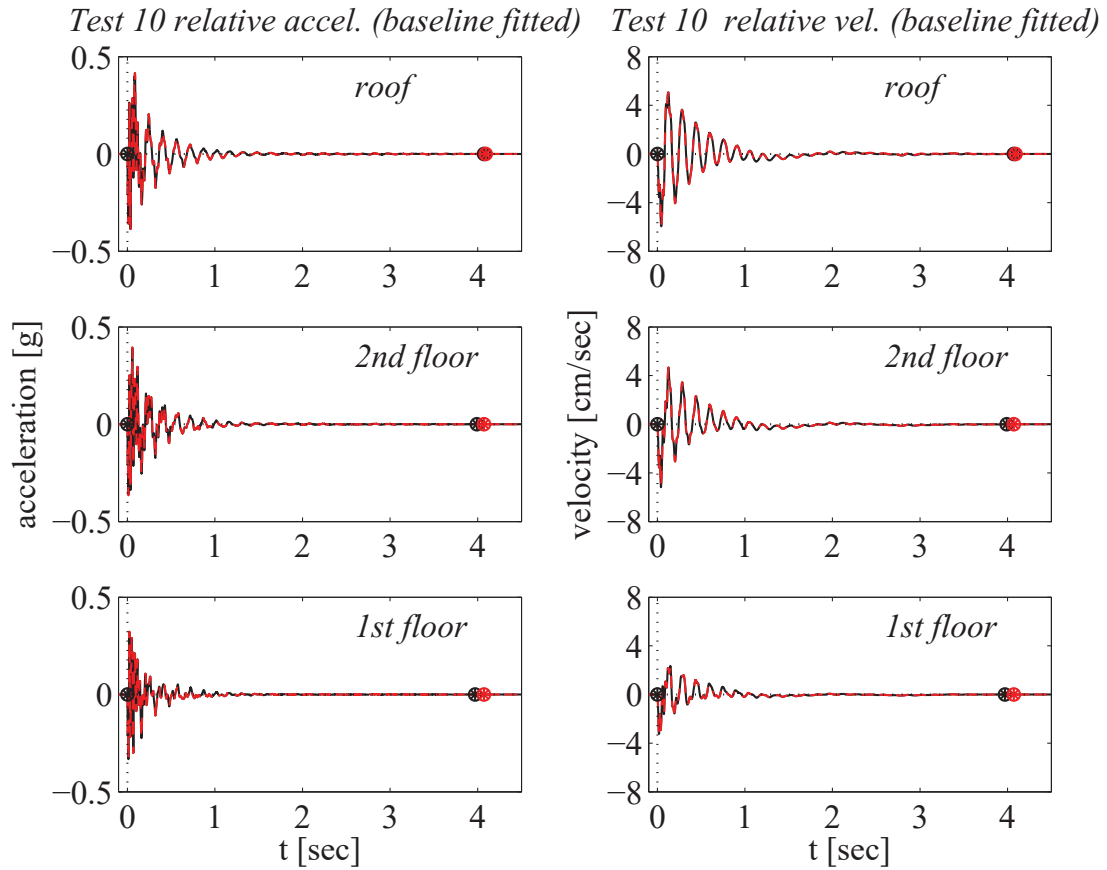 Test 10 relative accel. (baseline fitted)
Test 10 relative vel. (baseline fitted)
0.5
0
−0.5
roof
0 1 2 3 4
8
4
0
−4
−8
roof
0 1 2 3 4
acceleration [g]
0.5
0
−0.5
2nd floor
0 1 2 3 4
velocity [cm/sec]
8
4
0
−4
−8
2nd floor
0 1 2 3 4
0.5
0
−0.5
1st floor
0 1 2 3 4
t [sec]
8
4
0
−4
−8
1st floor
0 1 2 3 4
t [sec]